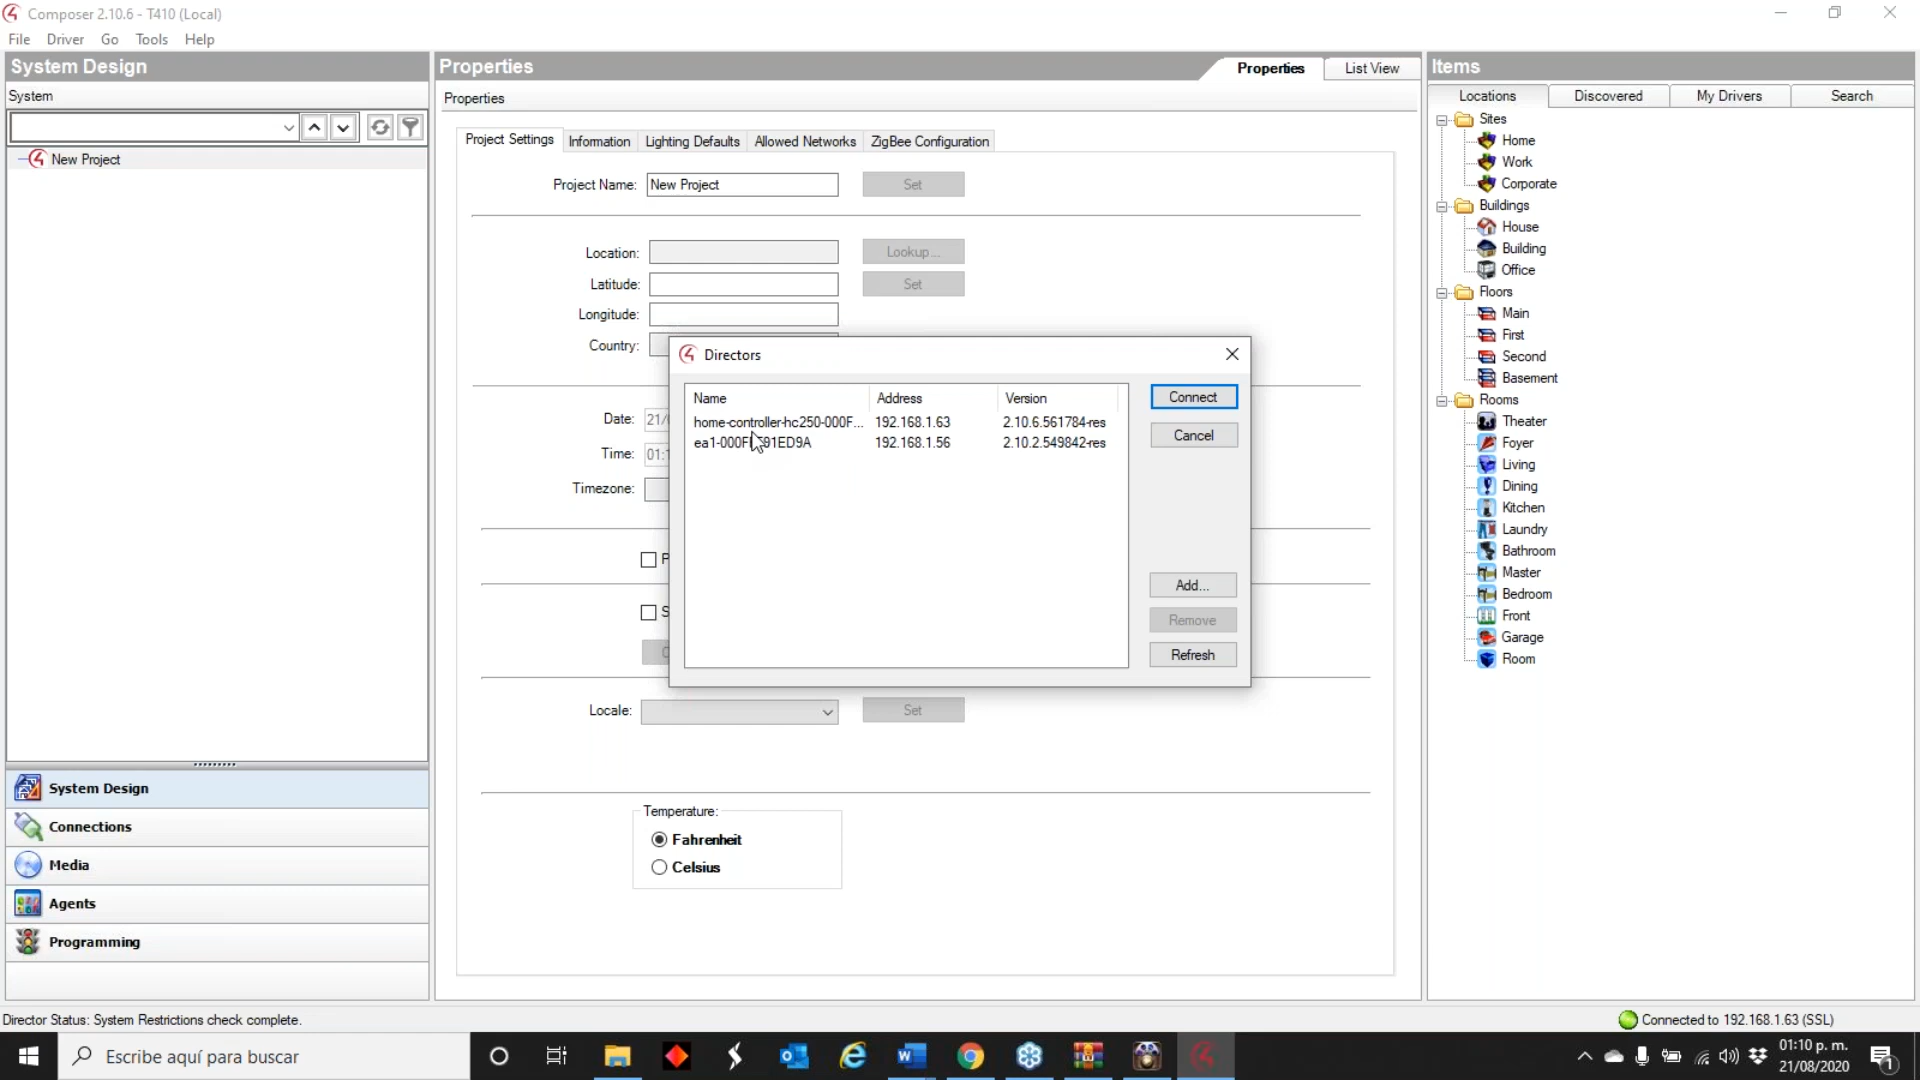 Composer 2.10.6 - T410 (Local)
File Driver Go Tools Help
System Design
System
New Project
System Design
Connections
Media
Agents
Programming
Properties
Properties List View
Properties
Project Settings Information Lighting Defaults Allowed Networks ZigBee Configuration
Project Name: New Project Set
Location: Lookup...
Latitude: Set
Longitude:
Country:
Date: 21/
Time: 01:
Timezone:
Locale: Set
Temperature:
Fahrenheit
Celsius
Directors
Name Address Version
home-controller-hc250-000F... 192.168.1.63 2.10.6.561784-res
192.168.1.56 2.10.2.549842-res
Connect
Cancel
Add...
Remove
Refresh
Items
Locations Discovered My Drivers Search
Sites
Home
Work
Corporate
Buildings
House
Building
Office
Floors
Main
First
Second
Basement
Rooms
Theater
Foyer
Living
Dining
Kitchen
Laundry
Bathroom
Master
Bedroom
Front
Garage
Room
Director Status: System Restrictions check complete.
Connected to 192.168.1.63 (SSL)
Escribe aquí para buscar
01:10 p. m.
21/08/2020
1